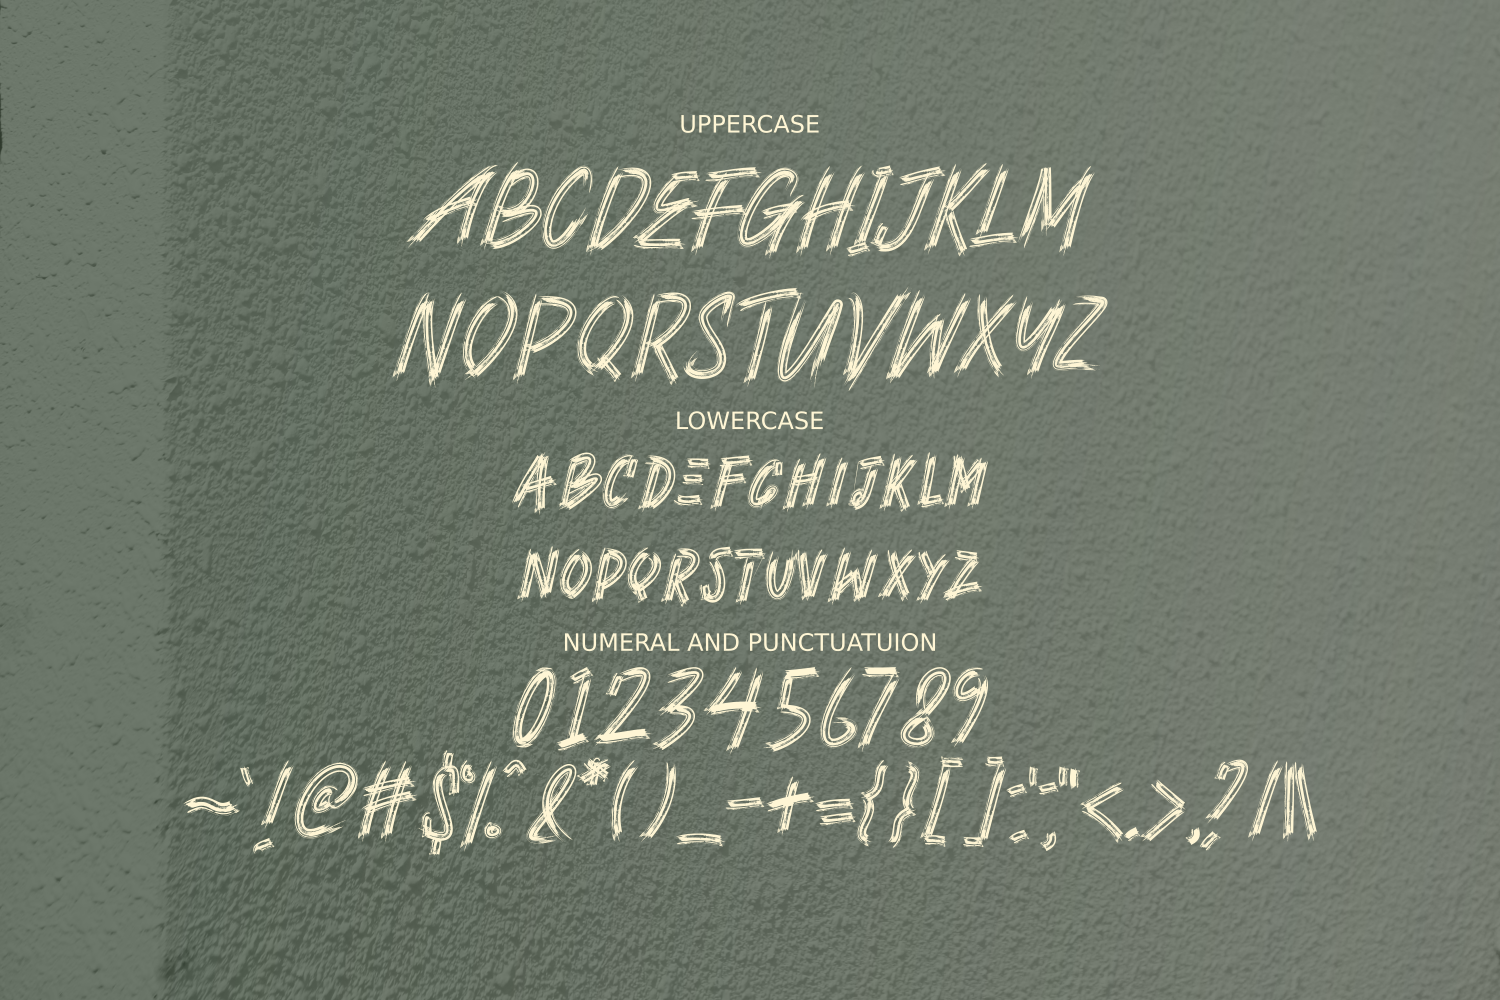 UPPERCASE
ABCDEFGHIJKLM
NOPQRSTUVWXYZ
LOWERCASE
ABCDEFGHIJKLM
NOPQRSTUVWXYZ
NUMERAL AND PUNCTUATUION
0123456789
~`!@#$%^&*()_-+={}[]:;'"<,>.?/|\